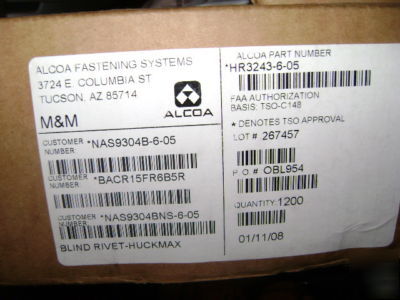 ALCOA FASTENING SYSTEMS
3724 E. COLUMBIA ST
TUCSON, AZ 85714
ALCOA
M&M
CUSTOMER NUMBER: *NAS9304B-6-05
CUSTOMER NUMBER: *BACR15FR6B5R
CUSTOMER NUMBER: *NAS9304BNS-6-05
BLIND RIVET-HUCKMAX
ALCOA PART NUMBER
*HR3243-6-05
FAA AUTHORIZATION
BASIS: TSO-C148
* DENOTES TSO APPROVAL
LOT # 267457
P.O # OBL954
QUANTITY: 1200
01/11/08